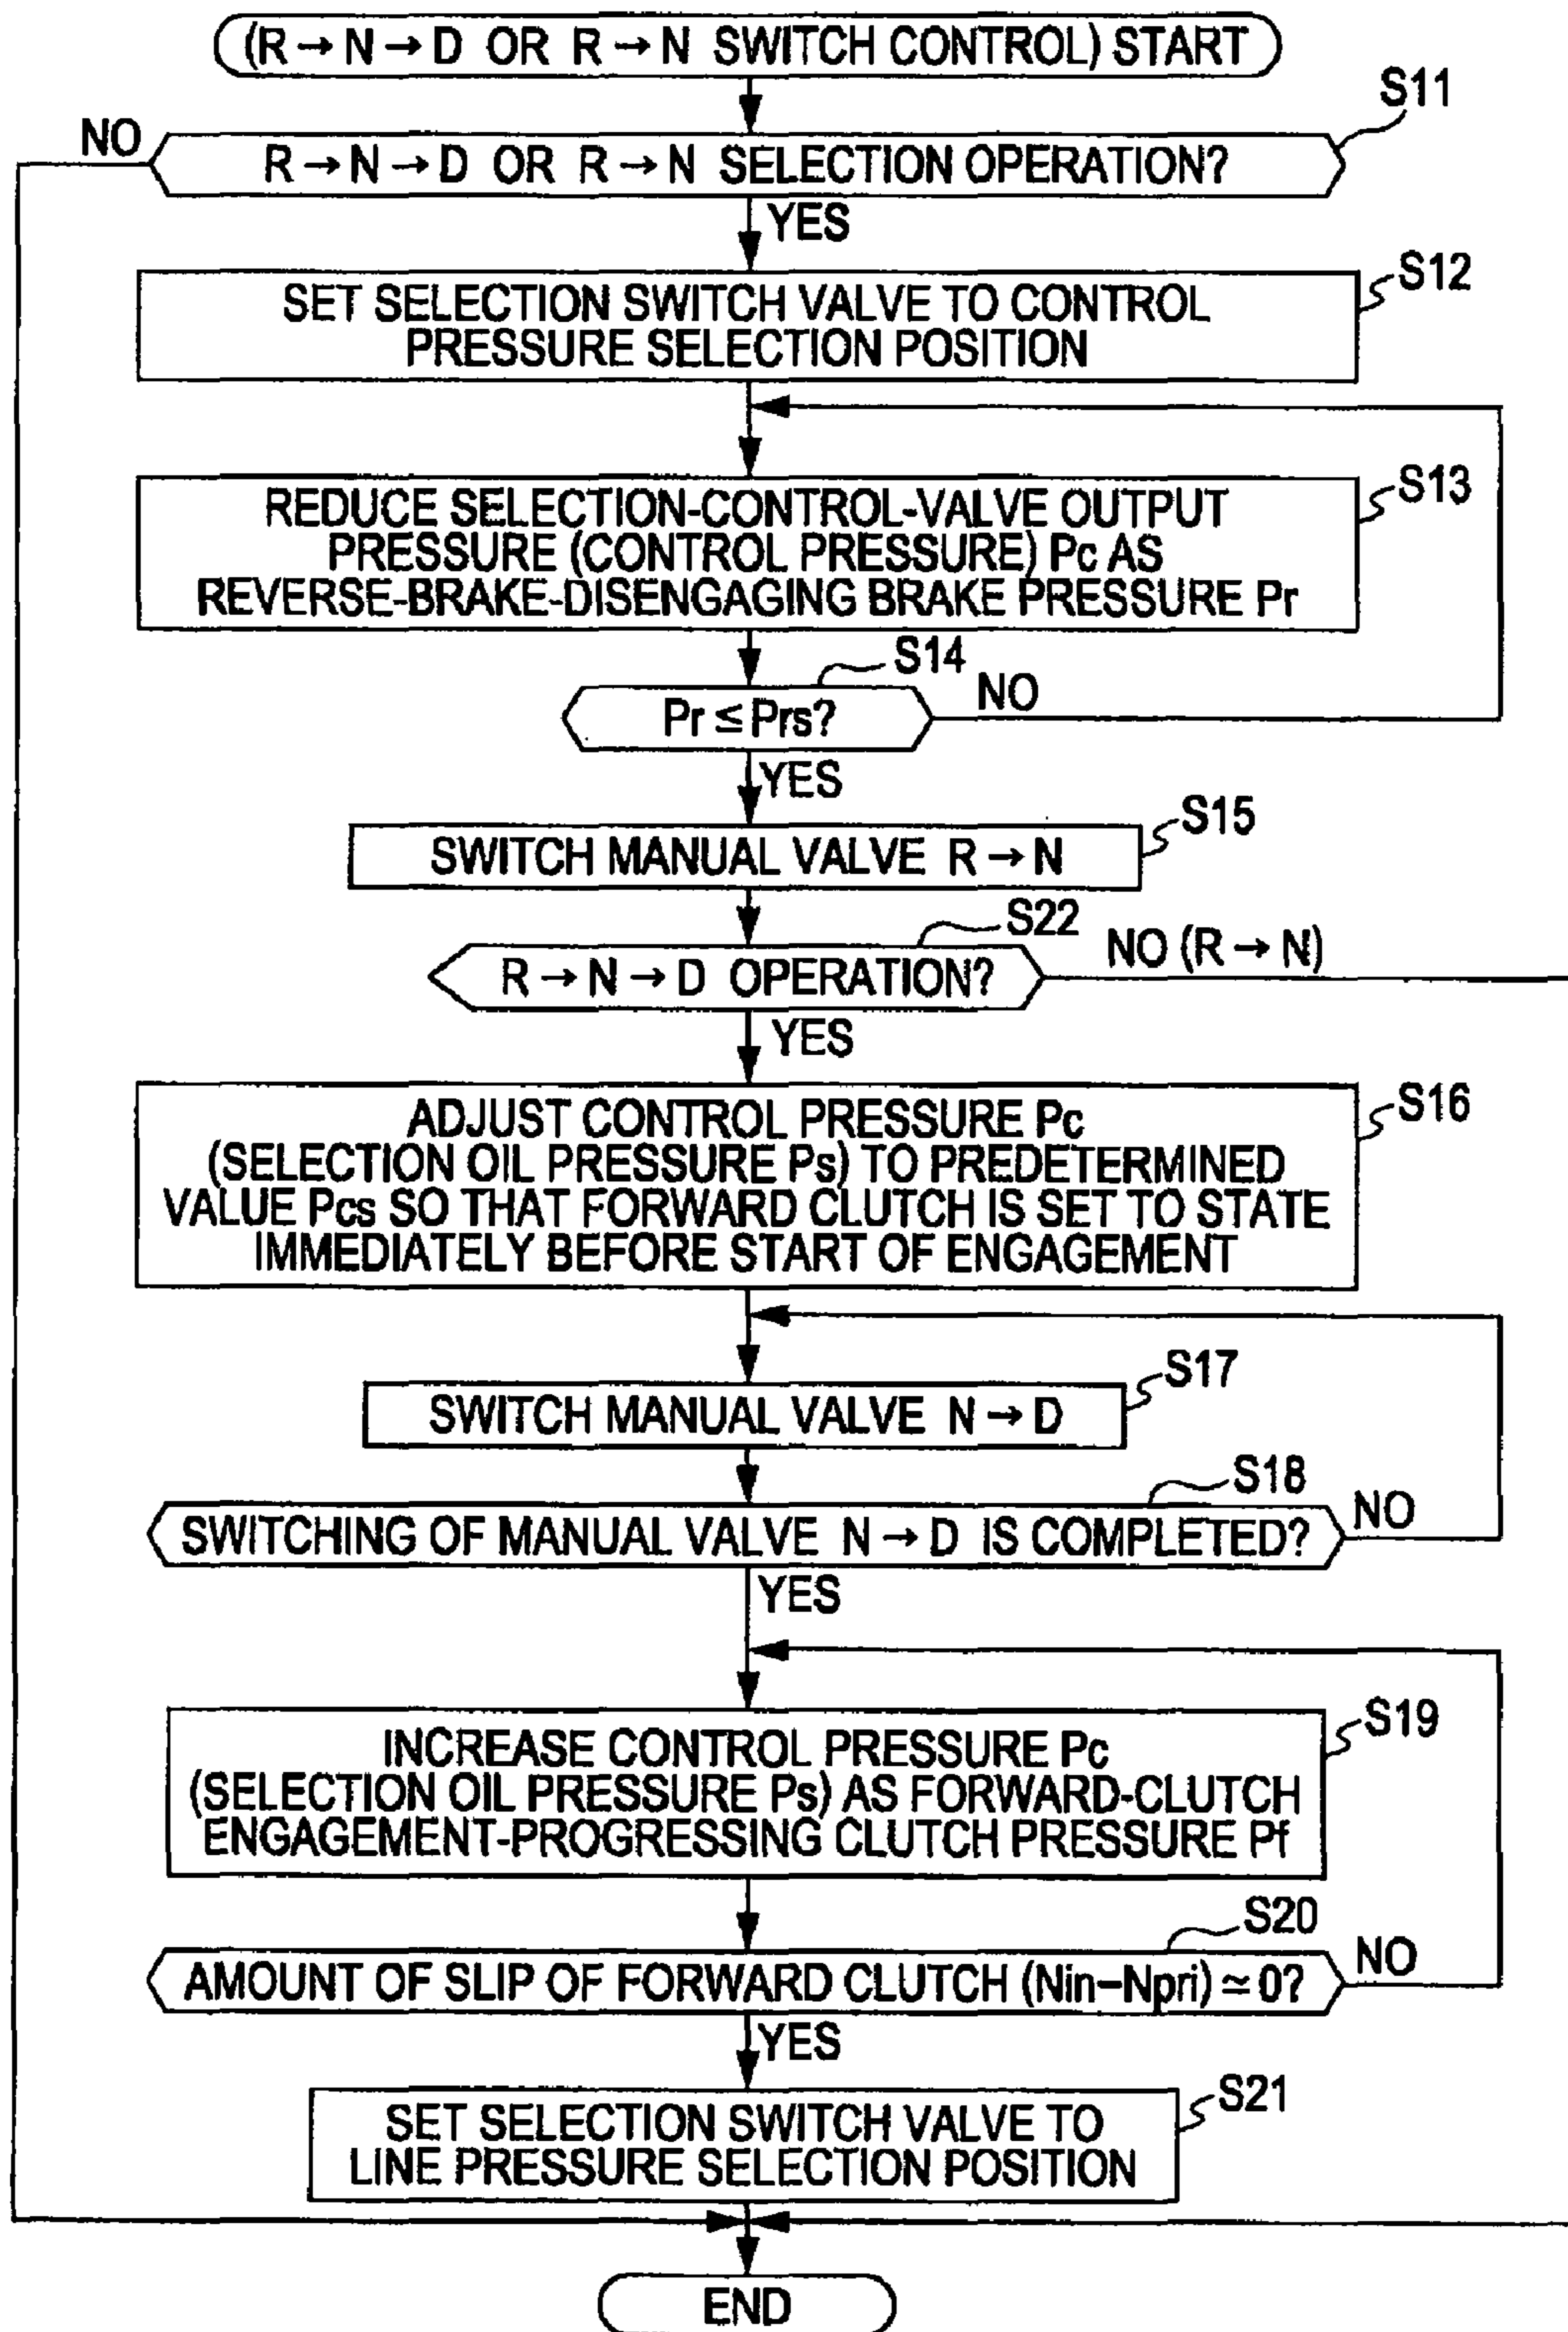 (R→N→D OR R→N SWITCH CONTROL) START
S11
NO
R→N→D OR R→N SELECTION OPERATION?
YES
S12
SET SELECTION SWITCH VALVE TO CONTROL
PRESSURE SELECTION POSITION
S13
REDUCE SELECTION-CONTROL-VALVE OUTPUT
PRESSURE (CONTROL PRESSURE) Pc AS
REVERSE-BRAKE-DISENGAGING BRAKE PRESSURE Pr
S14
Pr ≤ Prs?
NO
YES
S15
SWITCH MANUAL VALVE R→N
S22
R→N→D OPERATION?
NO (R→N)
YES
S16
ADJUST CONTROL PRESSURE Pc
(SELECTION OIL PRESSURE Ps) TO PREDETERMINED
VALUE Pcs SO THAT FORWARD CLUTCH IS SET TO STATE
IMMEDIATELY BEFORE START OF ENGAGEMENT
S17
SWITCH MANUAL VALVE N→D
S18
SWITCHING OF MANUAL VALVE N→D IS COMPLETED?
NO
YES
S19
INCREASE CONTROL PRESSURE Pc
(SELECTION OIL PRESSURE Ps) AS FORWARD-CLUTCH
ENGAGEMENT-PROGRESSING CLUTCH PRESSURE Pf
S20
AMOUNT OF SLIP OF FORWARD CLUTCH (Nin−Npri) ≃ 0?
NO
YES
S21
SET SELECTION SWITCH VALVE TO
LINE PRESSURE SELECTION POSITION
END